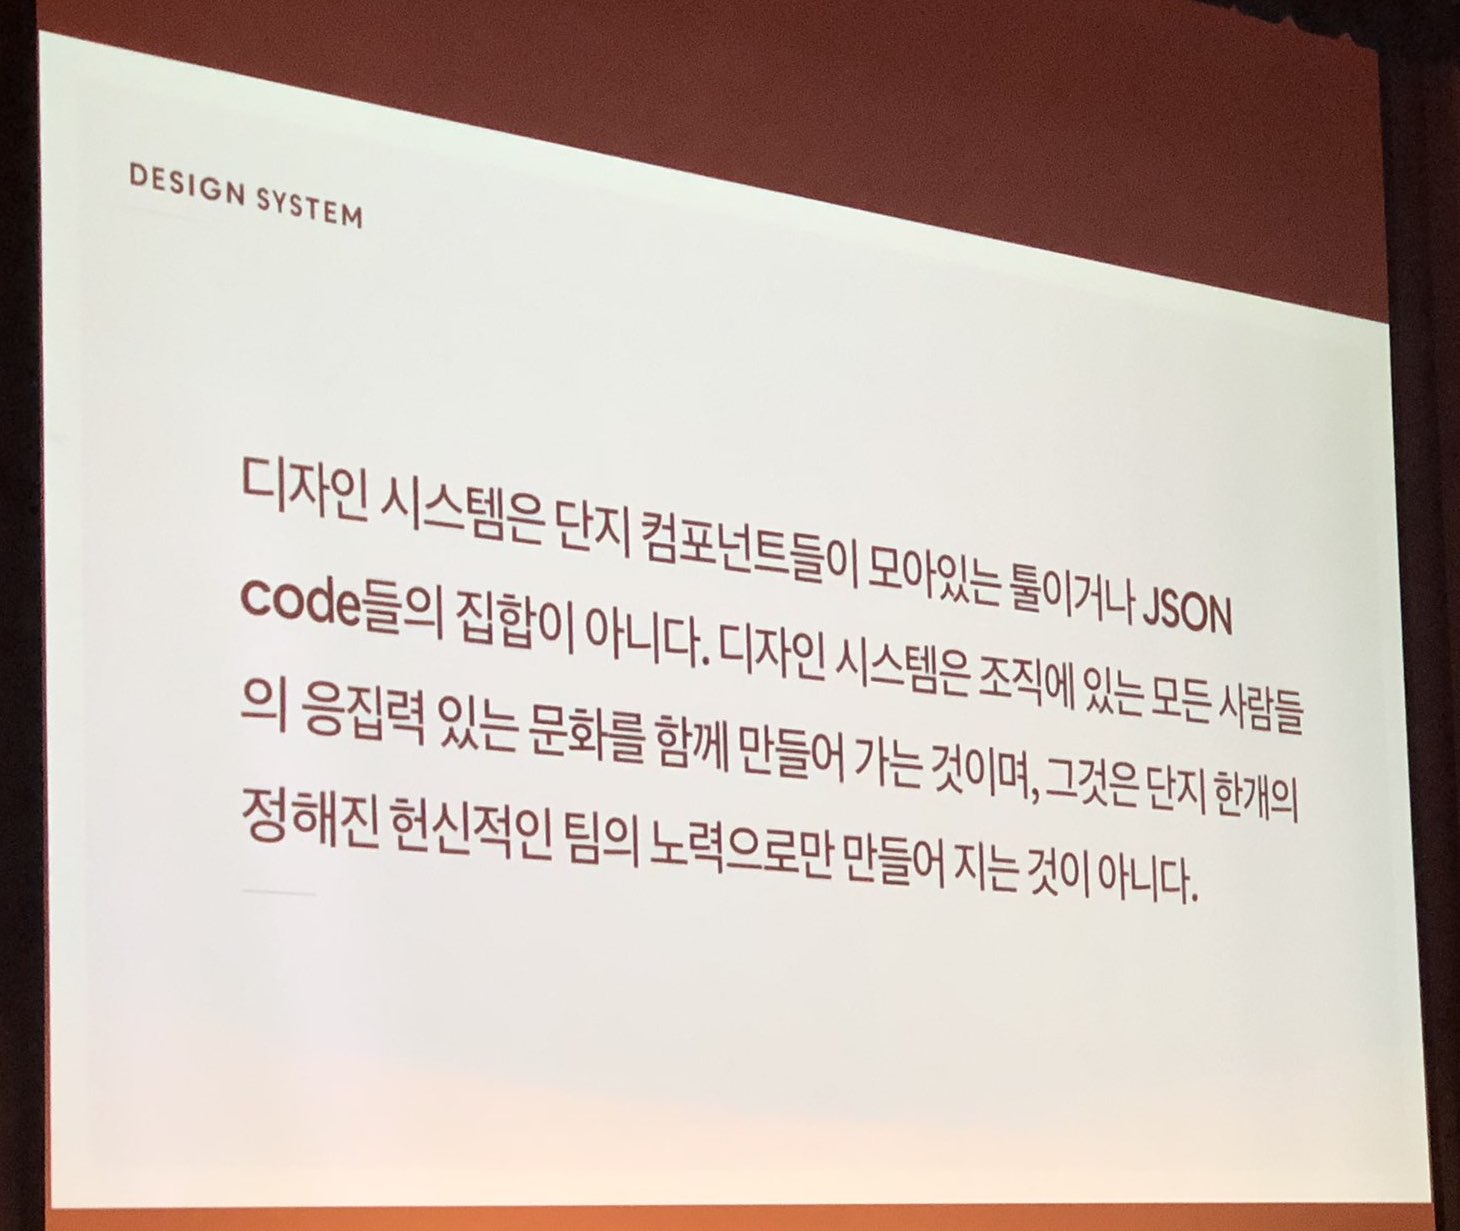 DESIGN SYSTEM
디자인 시스템은 단지 컴포넌트들이 모아있는 툴이거나 JSON
code들의 집합이 아니다. 디자인 시스템은 조직에 있는 모든 사람들
의 응집력 있는 문화를 함께 만들어 가는 것이며, 그것은 단지 한개의
정해진 헌신적인 팀의 노력으로만 만들어 지는 것이 아니다.